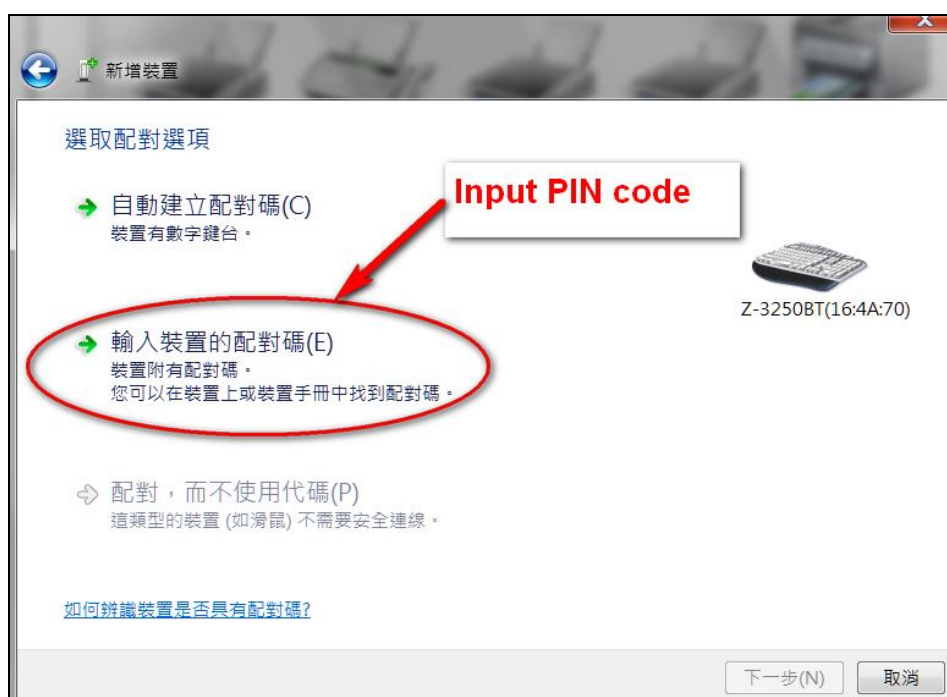 新增裝置
選取配對選項
Input PIN code
自動建立配對碼(C)
裝置有數字鍵台。
Z-3250BT(16:4A:70)
輸入裝置的配對碼(E)
裝置附有配對碼。
您可以在裝置上或裝置手冊中找到配對碼。
配對，而不使用代碼(P)
這類型的裝置 (如滑鼠) 不需要安全連線。
如何辨識裝置是否具有配對碼?
下一步(N)
取消